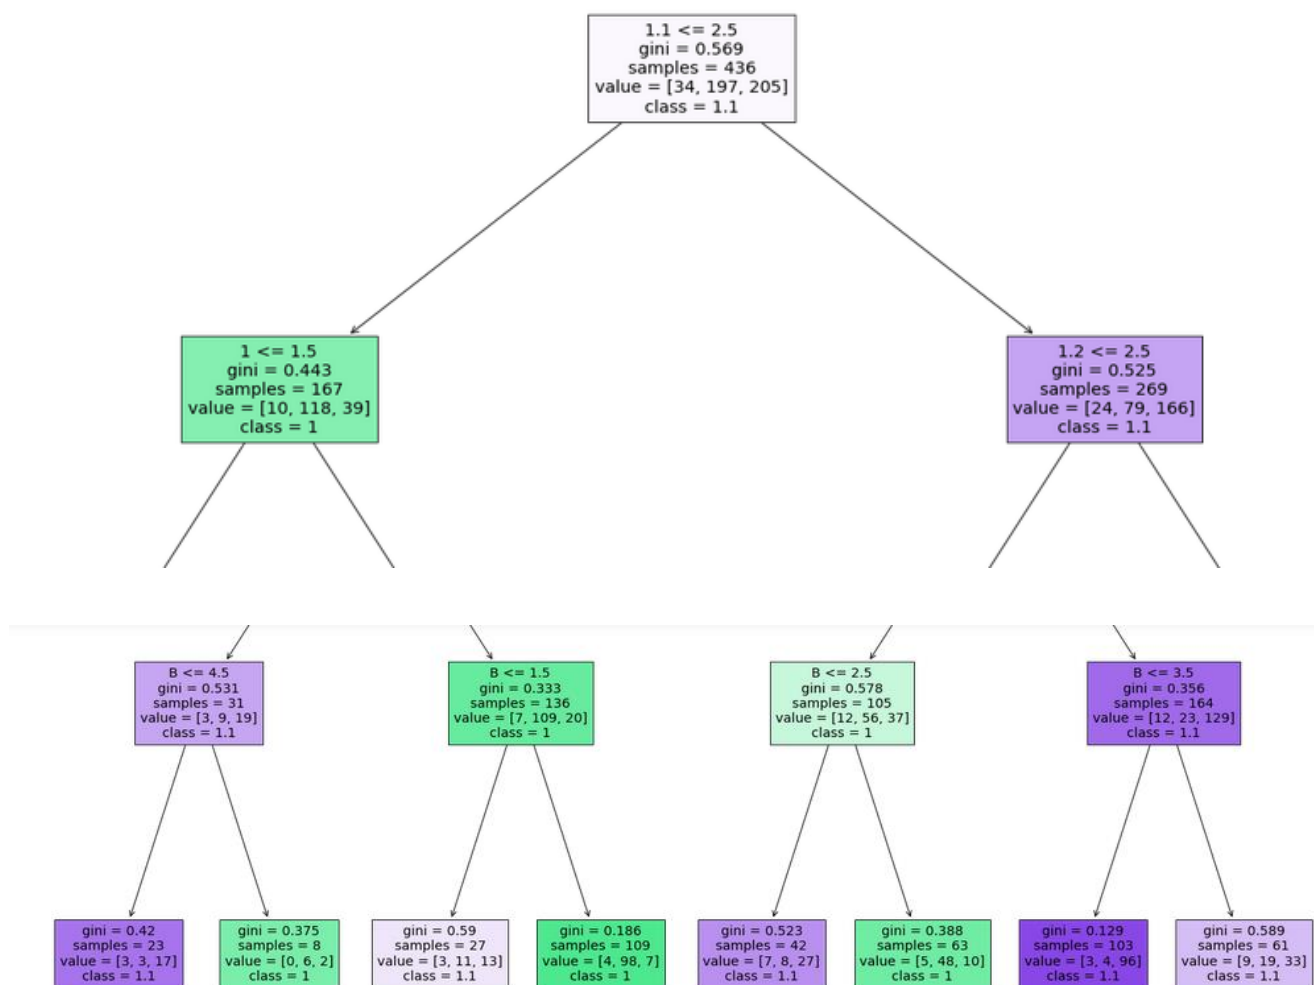 1.1 <= 2.5
gini = 0.569
samples = 436
value = [34, 197, 205]
class = 1.1
1 <= 1.5
gini = 0.443
samples = 167
value = [10, 118, 39]
class = 1
1.2 <= 2.5
gini = 0.525
samples = 269
value = [24, 79, 166]
class = 1.1
B <= 4.5
gini = 0.531
samples = 31
value = [3, 9, 19]
class = 1.1
B <= 1.5
gini = 0.333
samples = 136
value = [7, 109, 20]
class = 1
B <= 2.5
gini = 0.578
samples = 105
value = [12, 56, 37]
class = 1
B <= 3.5
gini = 0.356
samples = 164
value = [12, 23, 129]
class = 1.1
gini = 0.42
samples = 23
value = [3, 3, 17]
class = 1.1
gini = 0.375
samples = 8
value = [0, 6, 2]
class = 1
gini = 0.59
samples = 27
value = [3, 11, 13]
class = 1.1
gini = 0.186
samples = 109
value = [4, 98, 7]
class = 1
gini = 0.523
samples = 42
value = [7, 8, 27]
class = 1.1
gini = 0.388
samples = 63
value = [5, 48, 10]
class = 1
gini = 0.129
samples = 103
value = [3, 4, 96]
class = 1.1
gini = 0.589
samples = 61
value = [9, 19, 33]
class = 1.1